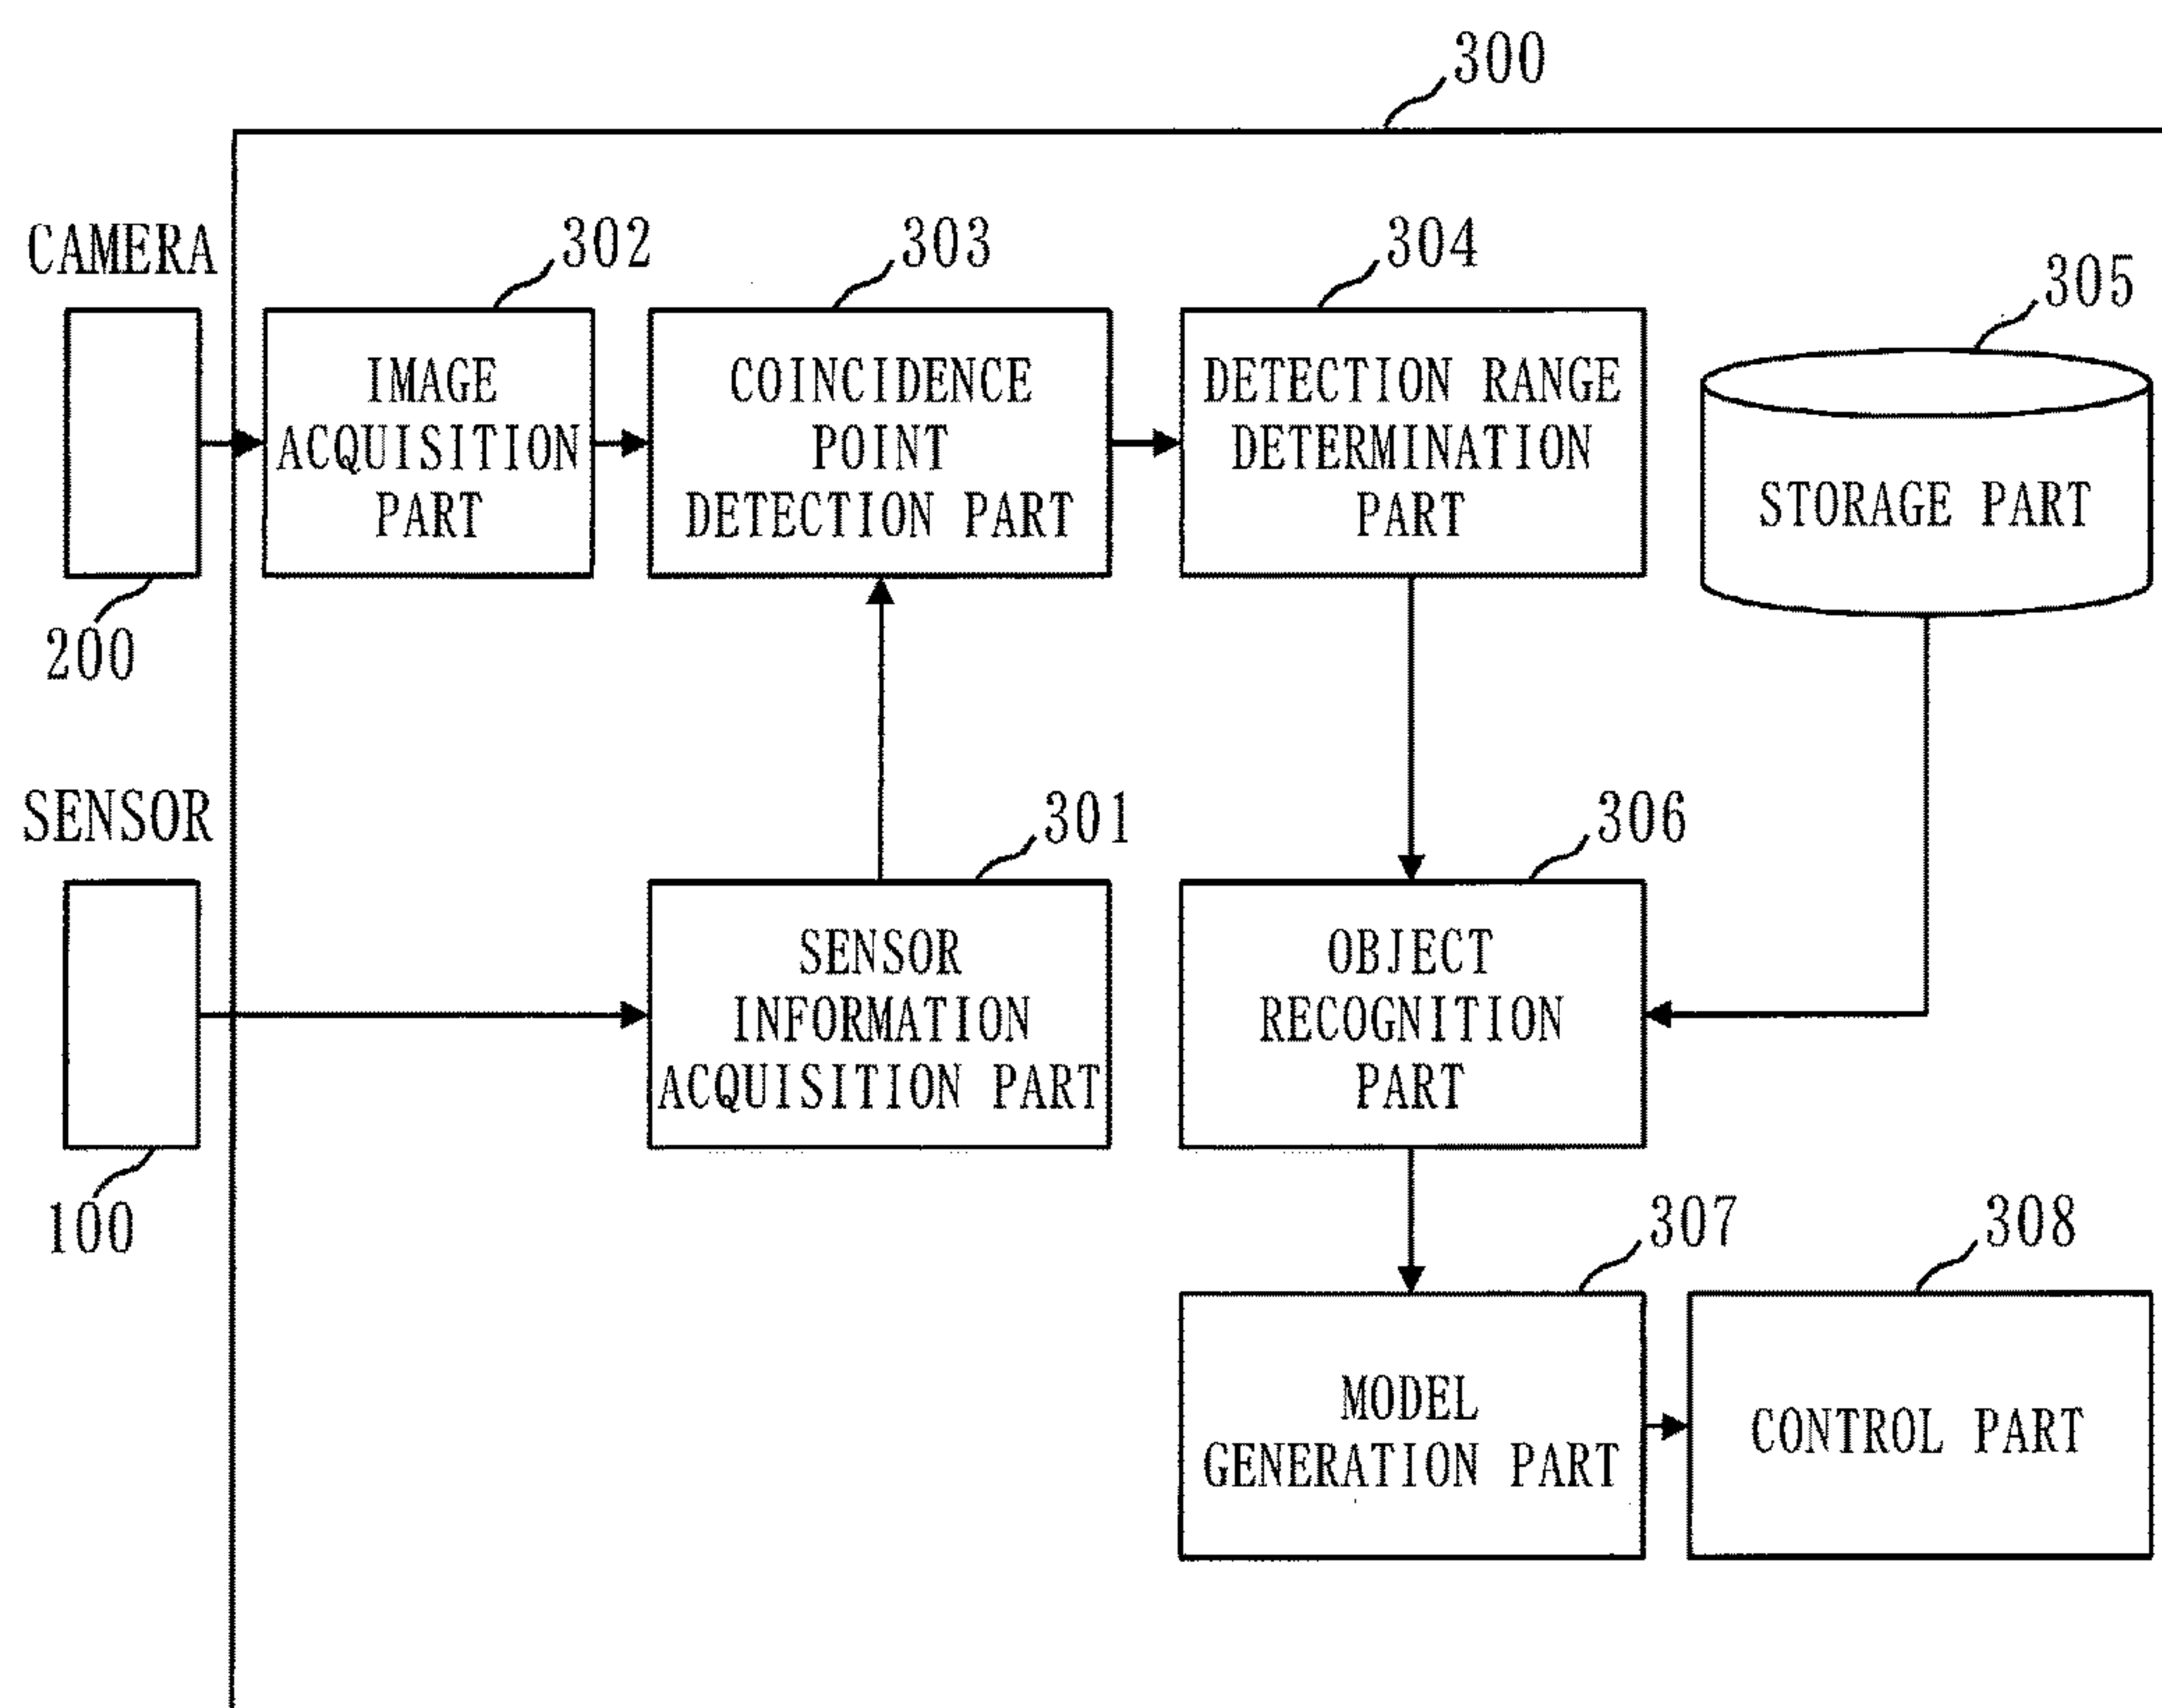 300
CAMERA
302
303
304
305
IMAGE
ACQUISITION
PART
COINCIDENCE
POINT
DETECTION PART
DETECTION RANGE
DETERMINATION
PART
STORAGE PART
200
SENSOR
301
306
SENSOR
INFORMATION
ACQUISITION PART
OBJECT
RECOGNITION
PART
100
307
308
MODEL
GENERATION PART
CONTROL PART